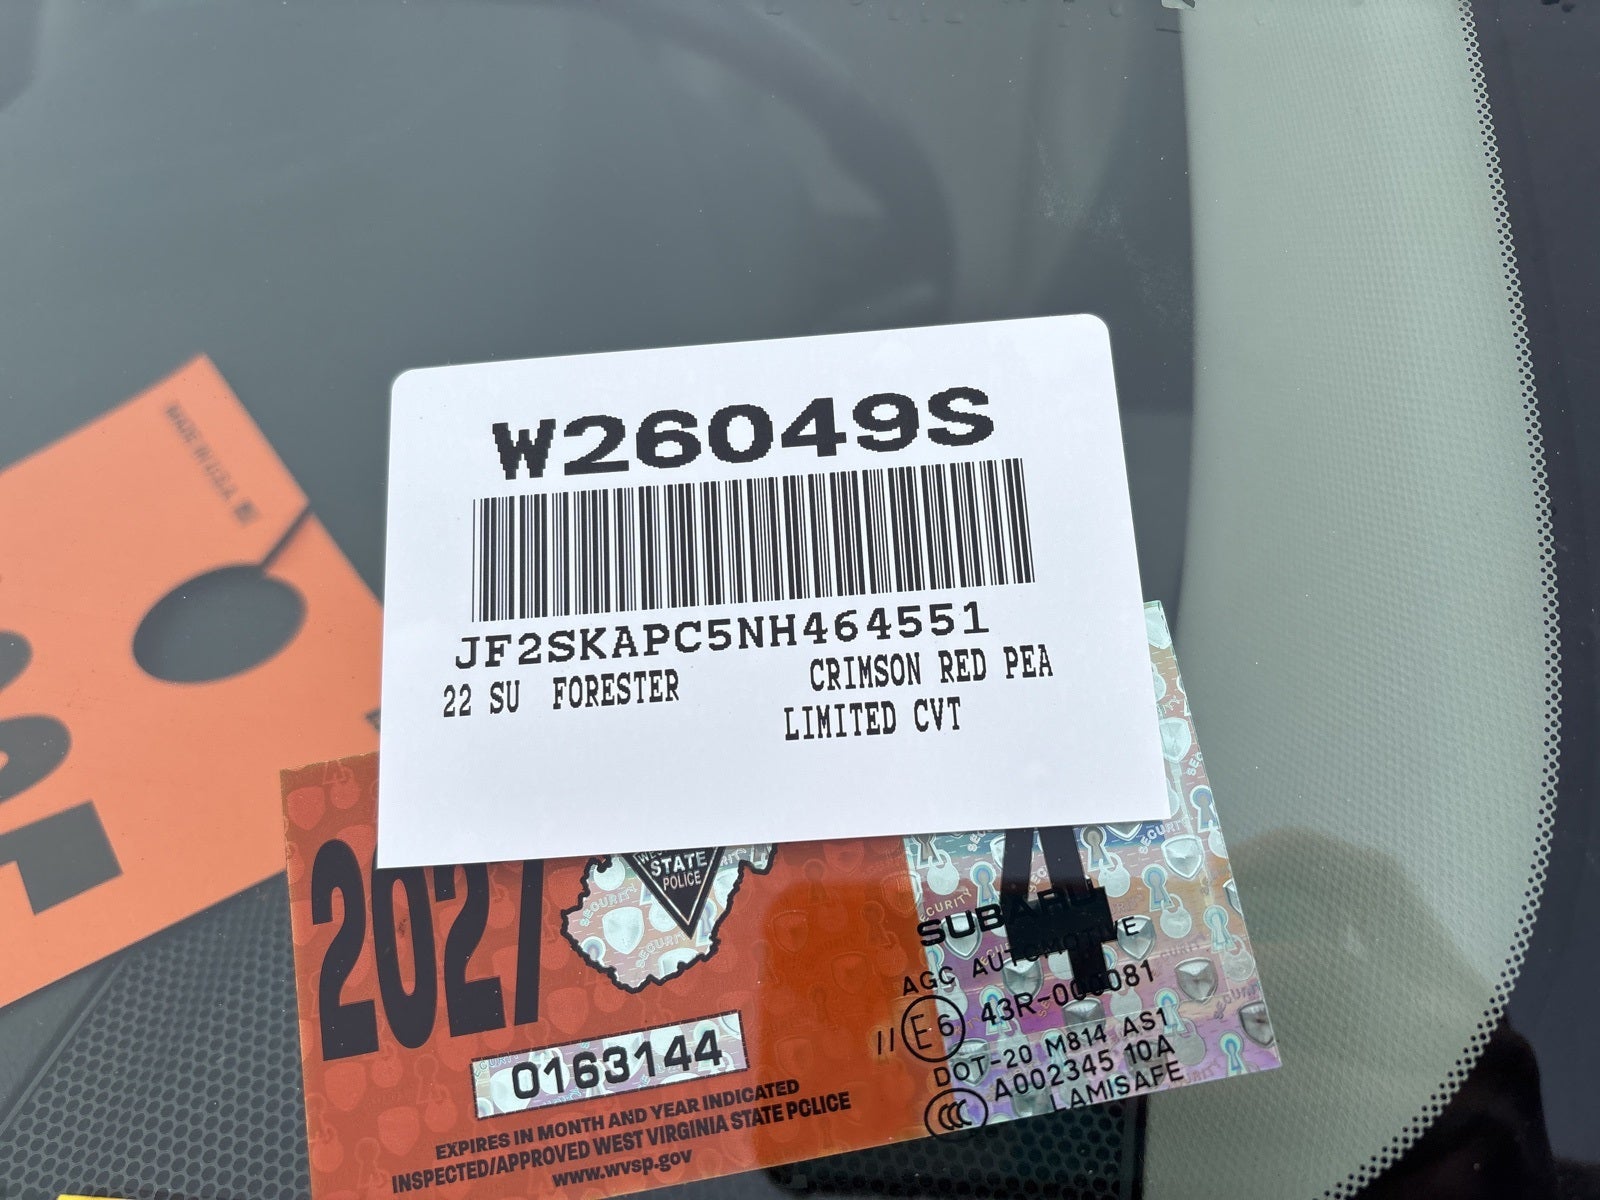 W26049S
JF2SKAPC5NH464551
22 SU FORESTER CRIMSON RED PEA
LIMITED CVT
2027
STATE
POLICE
4
0163144
EXPIRES IN MONTH AND YEAR INDICATED
INSPECTED/APPROVED WEST VIRGINIA STATE POLICE
www.wvsp.gov
SUBARU
AGC AUTOMOTIVE
II E6 43R-000081
DOT-20 M814 AS1
A002345 10A
CCC LAMISAFE